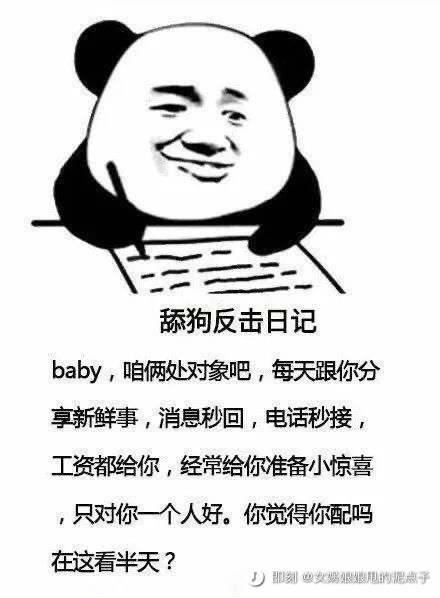 舔狗反击日记
baby，咱俩处对象吧，每天跟你分
享新鲜事，消息秒回，电话秒接，
工资都给你，经常给你准备小惊喜
，只对你一个人好。你觉得你配吗
在这看半天？
即刻 @女娲娘娘甩的泥点子